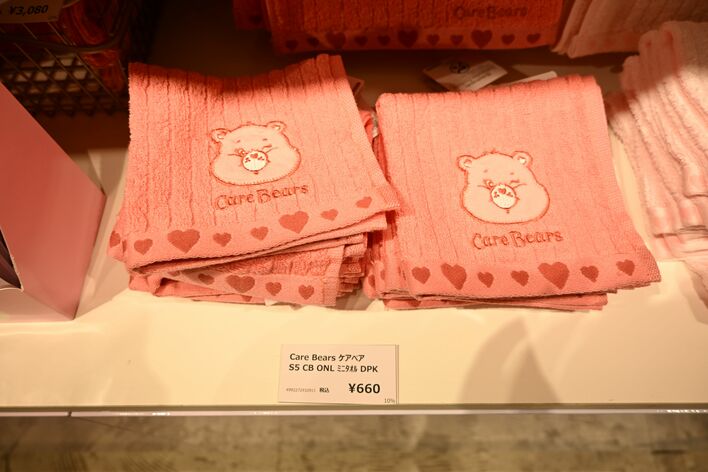 ¥3,080
Care Bears
Care Bears
Care Bears
Care Bears ケアベア
S5 CB ONL ﾐﾆﾀｵﾙ DPK
税込 ¥660
10%